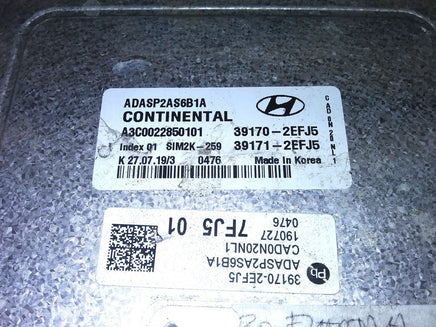 ADASP2AS6B1A
CONTINENTAL
A3C0022850101 39170-2EFJ5
Index 01 SIM2K-259 39171-2EFJ5
K 27.07.19/3 0476 Made in Korea
CAD0N20NL1
39170-2EFJ5
ADASP2AS6B1A
CAD0N20NL1
190727 7FJ5 01
0476
Pb